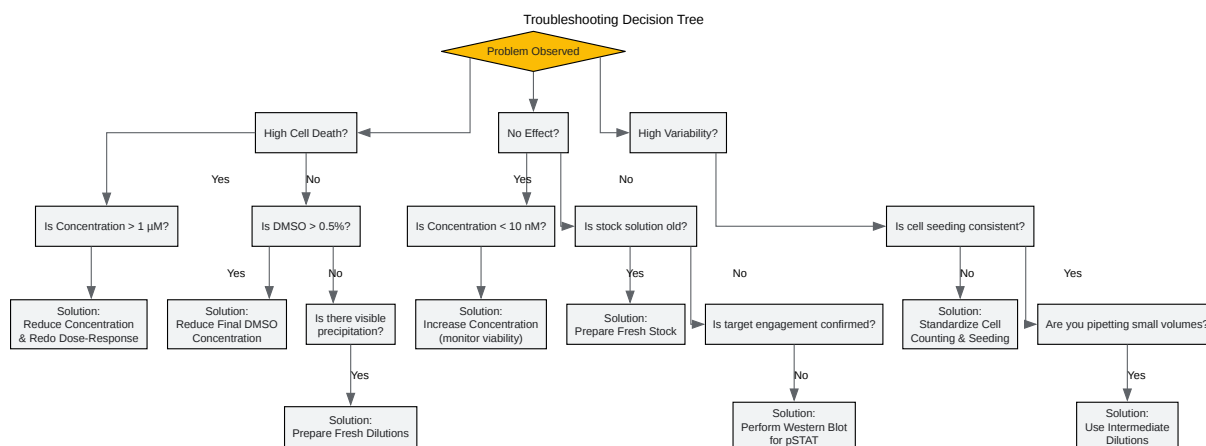 Troubleshooting Decision Tree
Problem Observed
High Cell Death?
No Effect?
High Variability?
Yes
No
Yes
No
Is Concentration > 1 µM?
Is DMSO > 0.5%?
Is Concentration < 10 nM?
Is stock solution old?
Is cell seeding consistent?
Yes
No
Yes
No
No
Yes
Solution:
Reduce Concentration
& Redo Dose-Response
Solution:
Reduce Final DMSO
Concentration
Is there visible
precipitation?
Solution:
Increase Concentration
(monitor viability)
Solution:
Prepare Fresh Stock
Is target engagement confirmed?
Solution:
Standardize Cell
Counting & Seeding
Are you pipetting small volumes?
Yes
No
Yes
Solution:
Prepare Fresh Dilutions
Solution:
Perform Western Blot
for pSTAT
Solution:
Use Intermediate
Dilutions